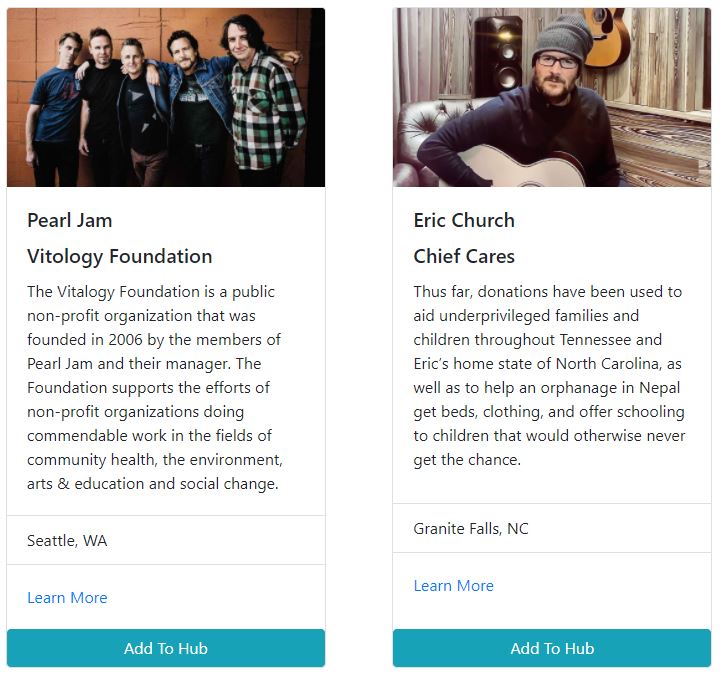 Pearl Jam
Vitology Foundation
The Vitalogy Foundation is a public
non-profit organization that was
founded in 2006 by the members of
Pearl Jam and their manager. The
Foundation supports the efforts of
non-profit organizations doing
commendable work in the fields of
community health, the environment,
arts & education and social change.
Seattle, WA
Learn More
Add To Hub
Eric Church
Chief Cares
Thus far, donations have been used to
aid underprivileged families and
children throughout Tennessee and
Eric’s home state of North Carolina, as
well as to help an orphanage in Nepal
get beds, clothing, and offer schooling
to children that would otherwise never
get the chance.
Granite Falls, NC
Learn More
Add To Hub